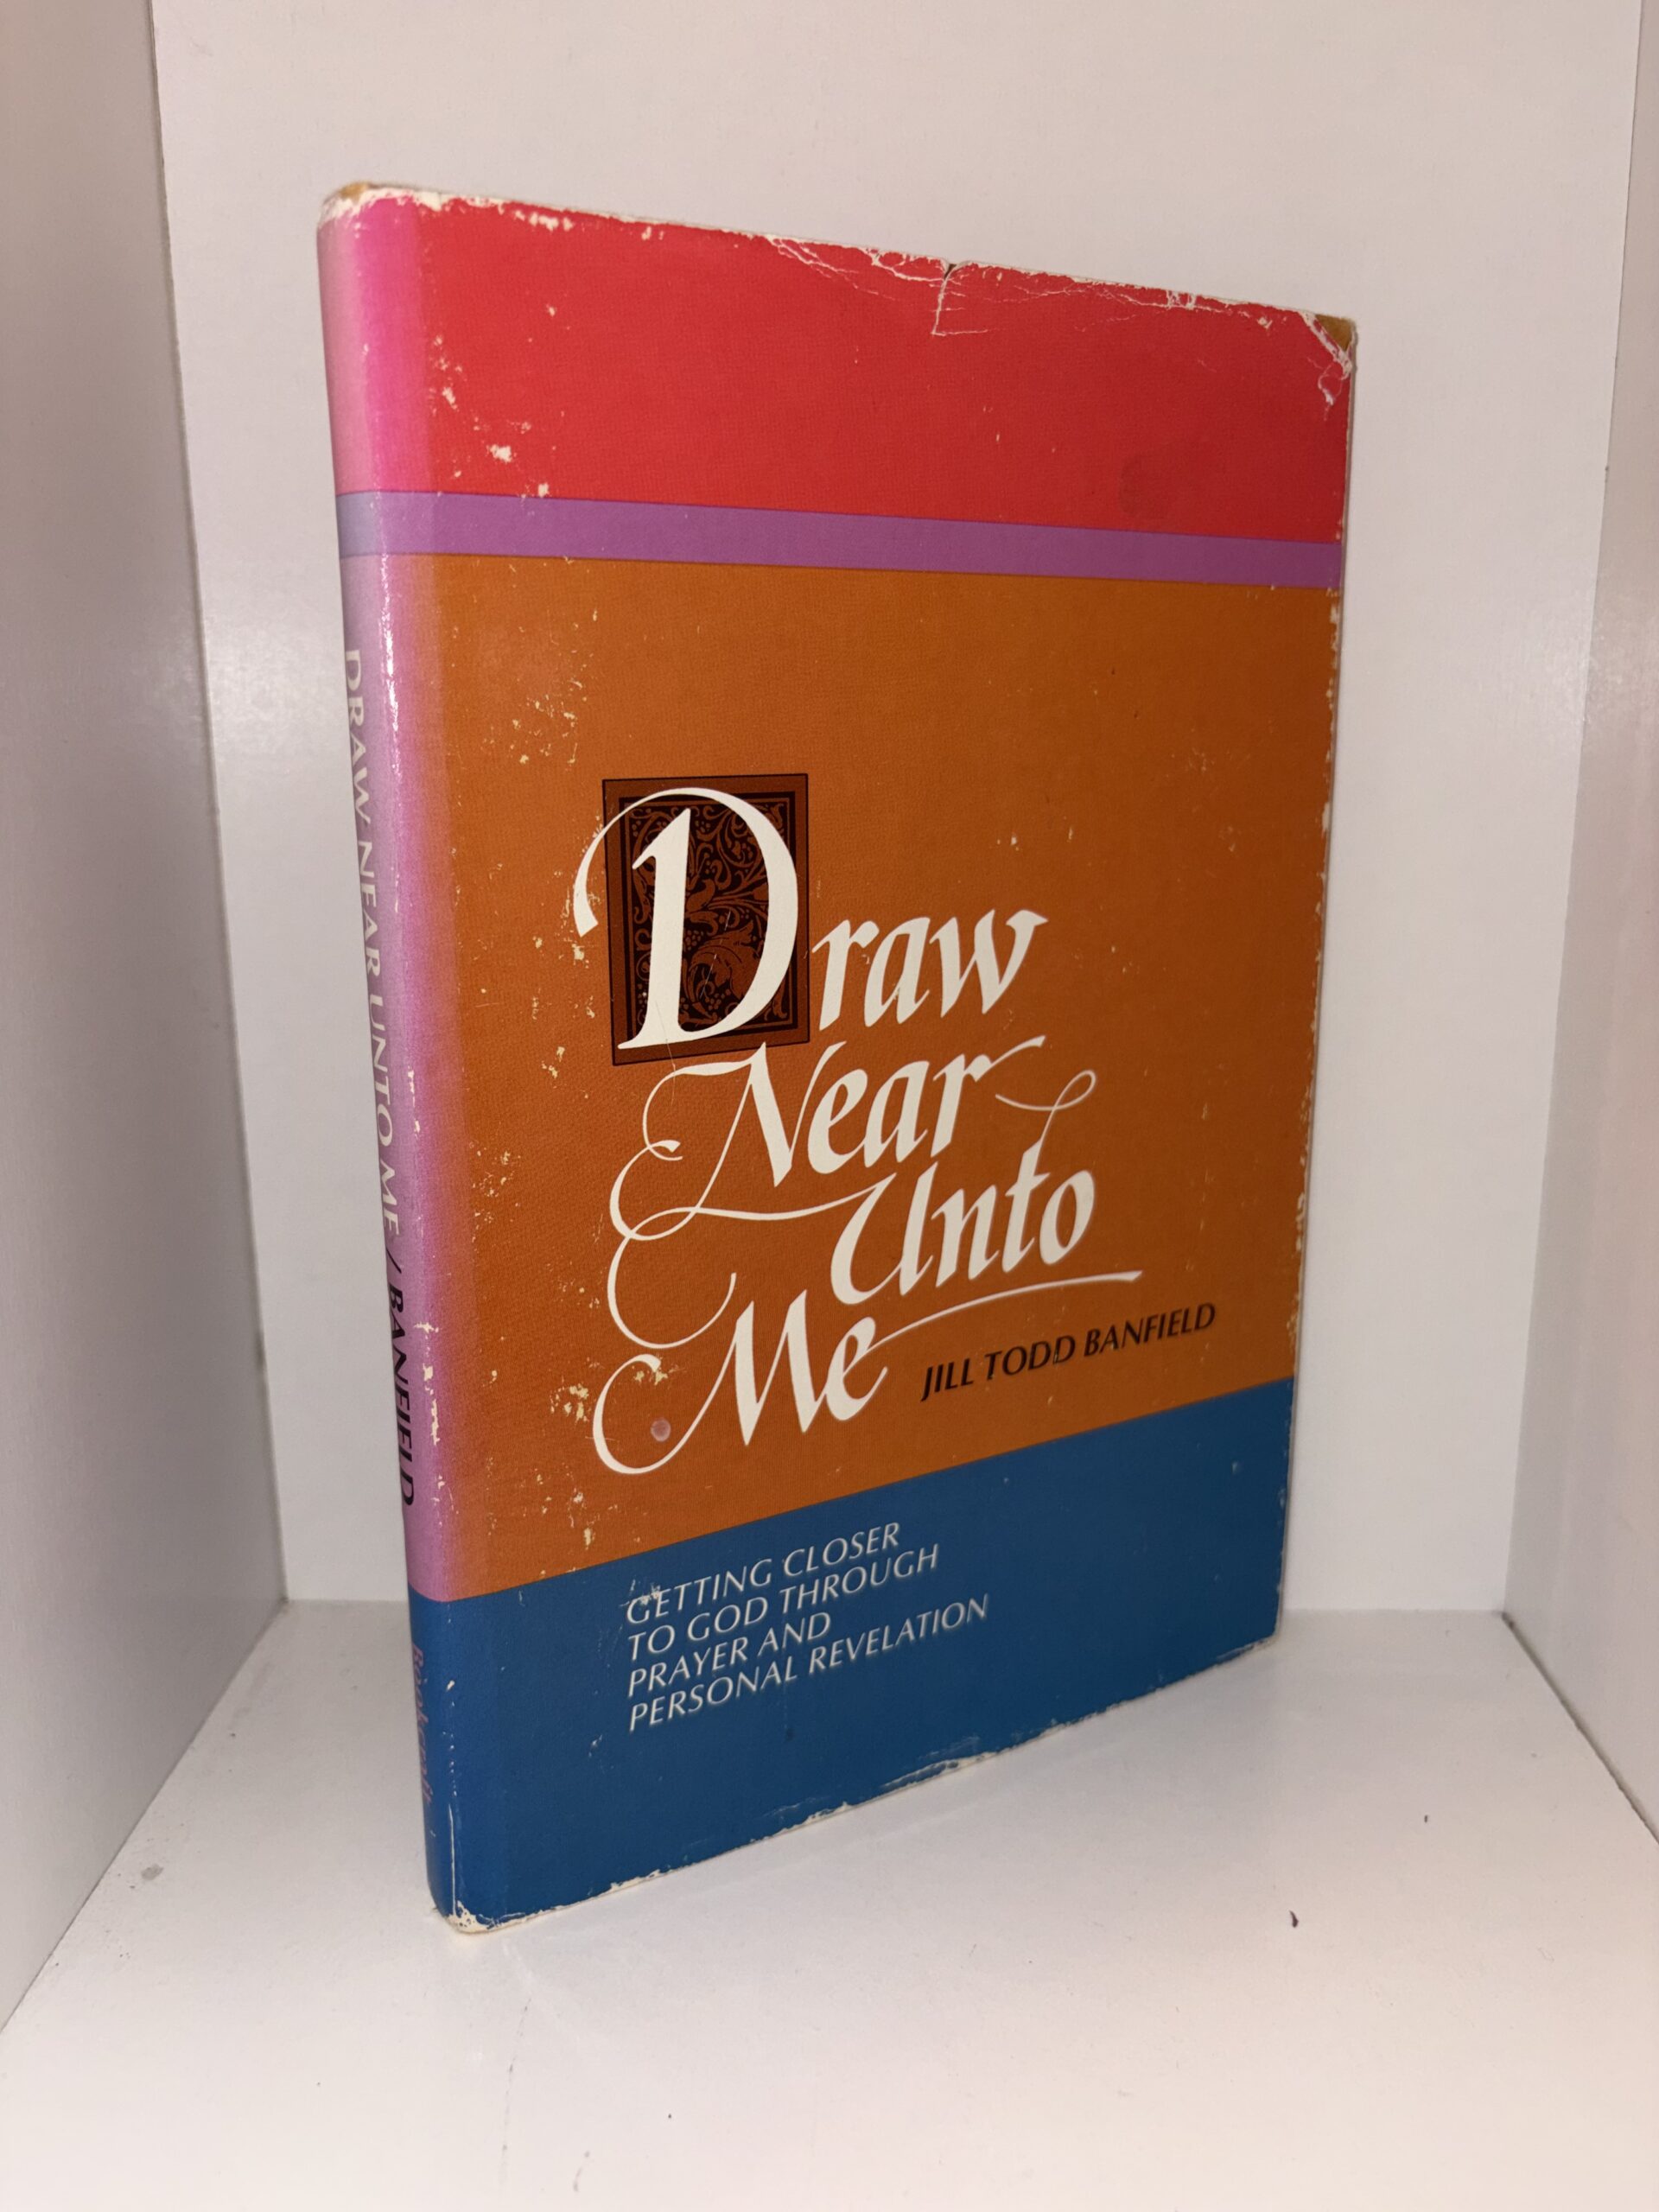 DRAW NEAR UNTO ME / BANFIELD
Bookcraft
Draw
Near
Unto
Me
JILL TODD BANFIELD
GETTING CLOSER
TO GOD THROUGH
PRAYER AND
PERSONAL REVELATION